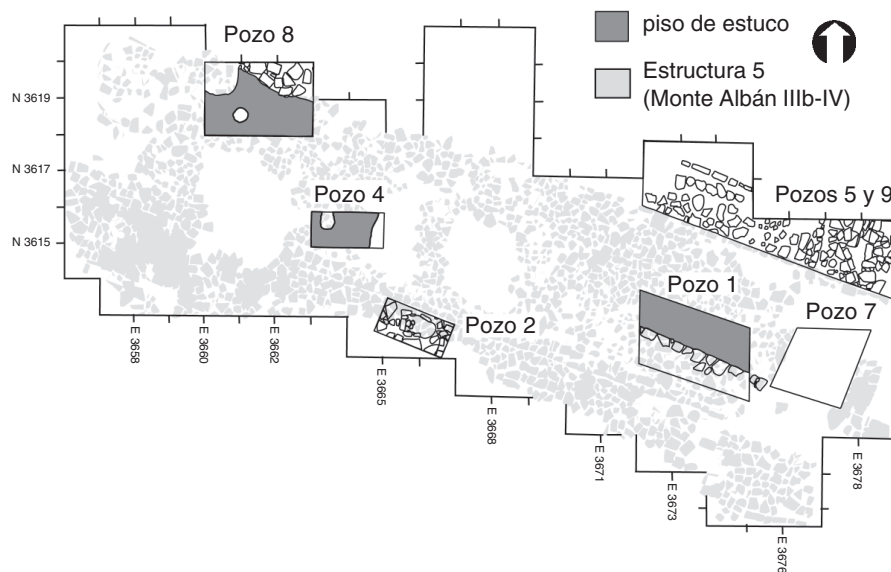 Pozo 8
piso de estuco
Estructura 5
(Monte Albán IIIb-IV)
N 3619
N 3617
N 3615
Pozo 4
Pozos 5 y 9
Pozo 1
Pozo 7
Pozo 2
E 3658
E 3660
E 3662
E 3665
E 3668
E 3671
E 3673
E 3676
E 3678